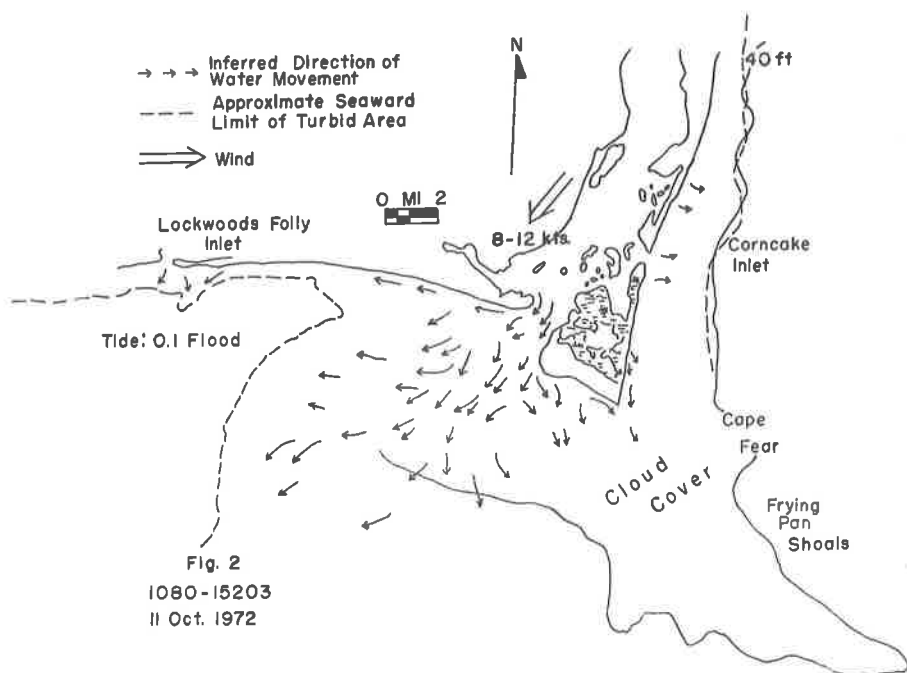 N
40 ft
Inferred Direction of
Water Movement
Approximate Seaward
Limit of Turbid Area
Wind
0 MI 2
8-12 kts.
Lockwoods Folly
Inlet
Corncake
Inlet
Tide: 0.1 Flood
Cape
Fear
Cloud
Cover
Frying
Pan
Shoals
Fig. 2
1080-15203
11 Oct. 1972